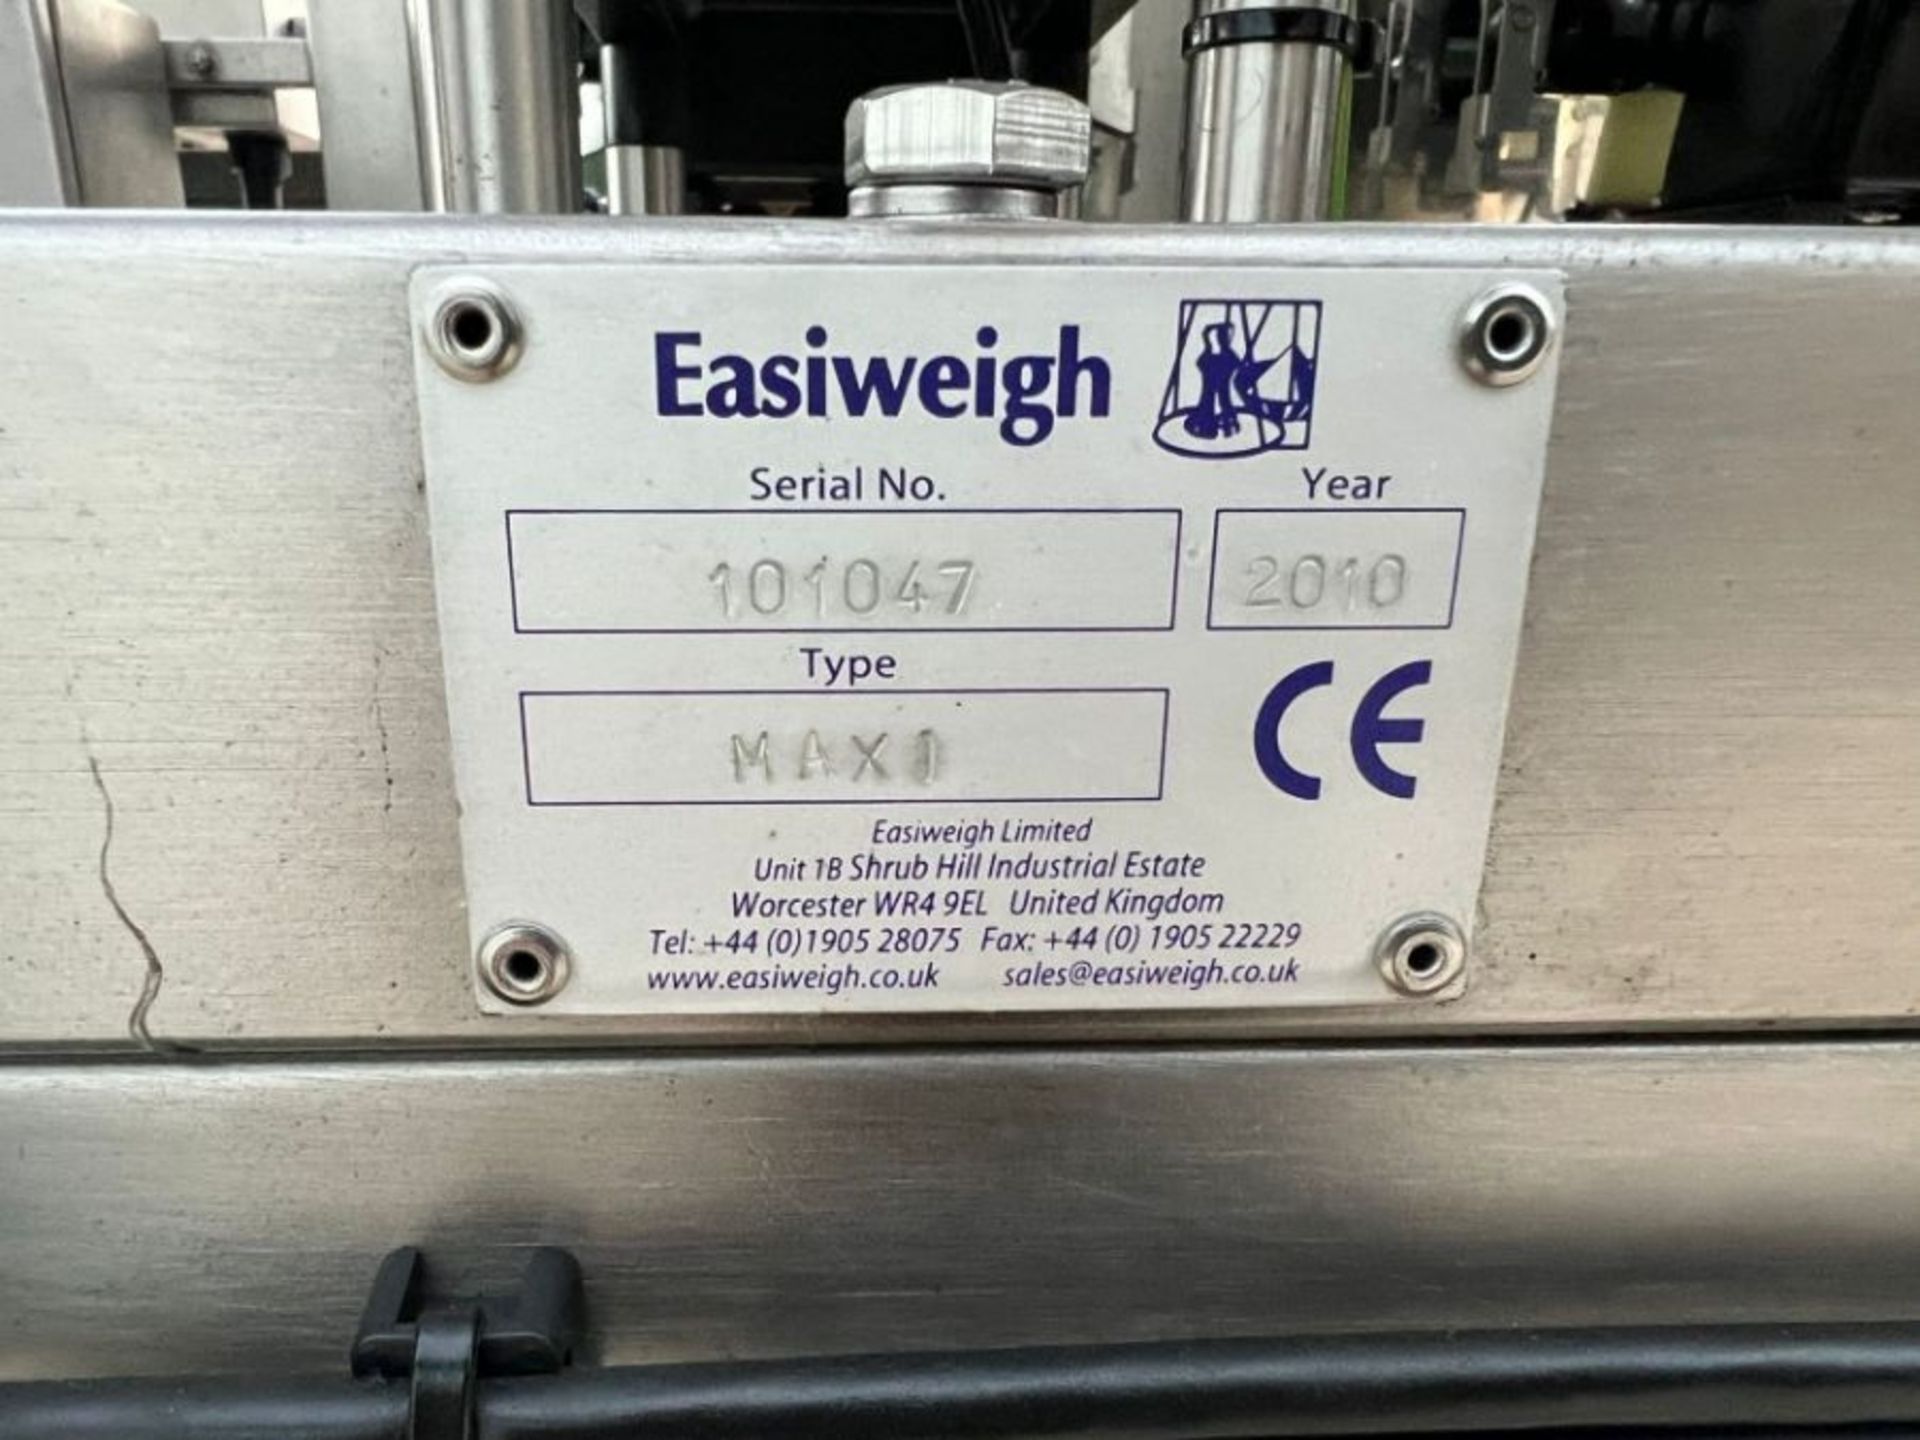 Easiweigh
Serial No. Year
101047 2010
Type
MAXI
CE
Easiweigh Limited
Unit 1B Shrub Hill Industrial Estate
Worcester WR4 9EL United Kingdom
Tel: +44 (0)1905 28075 Fax: +44 (0) 1905 22229
www.easiweigh.co.uk sales@easiweigh.co.uk